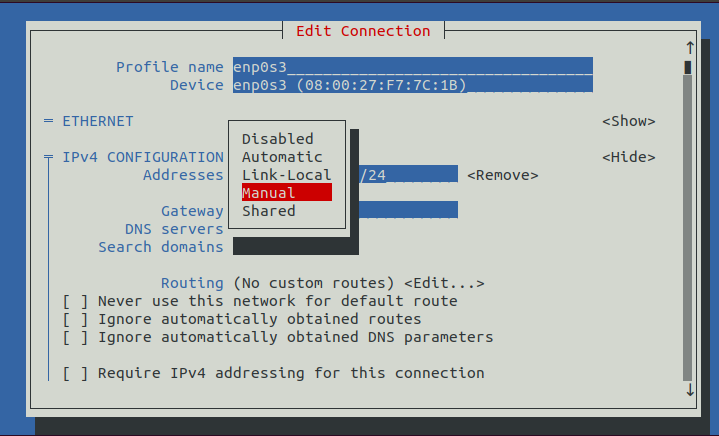 Edit Connection
Profile name enp0s3
Device enp0s3 (08:00:27:F7:7C:1B)
ETHERNET <Show>
Disabled
IPv4 CONFIGURATION Automatic <Hide>
Addresses Link-Local /24 <Remove>
Manual
Gateway Shared
DNS servers
Search domains
Routing (No custom routes) <Edit...>
[ ] Never use this network for default route
[ ] Ignore automatically obtained routes
[ ] Ignore automatically obtained DNS parameters
[ ] Require IPv4 addressing for this connection